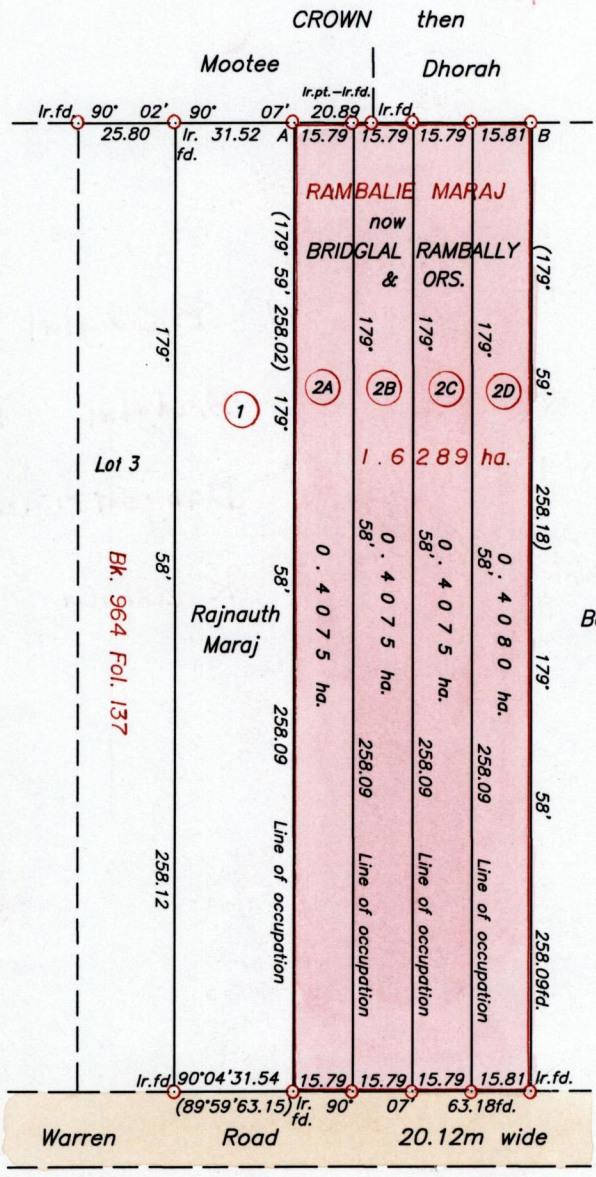 CROWN then
Mootee Dhorah
Ir.pt.-Ir.fd.
Ir.fd 90° 02' 90° 07' 20.89 Ir.fd.
25.80 Ir. 31.52 A 15.79 15.79 15.79 15.81 B
fd.
RAMBALIE MARAJ
now
BRIDGLAL RAMBALLY
& ORS.
(179° 59' 258.02)
(179° 59' 258.18)
179° 58' 258.12
179° 58' 258.09 Line of occupation
179° 58' 258.09 Line of occupation
179° 58' 258.09 Line of occupation
179° 58' 258.09 Line of occupation
179° 58' 258.09fd.
1 2A 2B 2C 2D
1.6289 ha.
Lot 3
Bk. 964 Fol. 137
Rajnauth
Maraj
0.4075 ha.
0.4075 ha.
0.4075 ha.
0.4080 ha.
Ir.fd 90°04'31.54 15.79 15.79 15.79 15.81 Ir.fd.
(89°59'63.15) Ir. 90° 07' 63.18fd.
fd.
Warren Road 20.12m wide